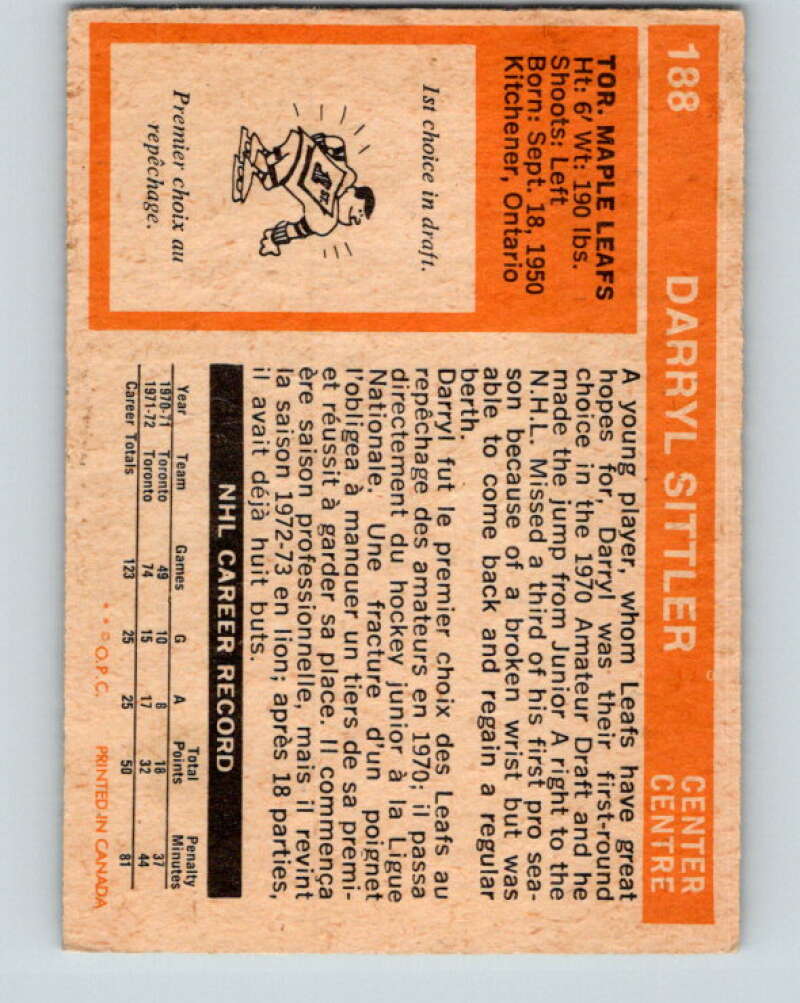 188
DARRYL SITTLER
CENTER
CENTRE
TOR. MAPLE LEAFS
Ht: 6' Wt: 190 lbs.
Shoots: Left
Born: Sept. 18, 1950
Kitchener, Ontario
1st choice in draft.
Premier choix au
repêchage.
A young player, whom Leafs have great
hopes for, Darryl was their first-round
choice in the 1970 Amateur Draft and he
made the jump from Junior A right to the
N.H.L. Missed a third of his first pro sea-
son because of a broken wrist but was
able to come back and regain a regular
berth.
Darryl fut le premier choix des Leafs au
repêchage des amateurs en 1970; il passa
directement du hockey junior à la Ligue
Nationale. Une fracture d'un poignet
l'obligea à manquer un tiers de sa premi-
ère saison professionnelle, mais il revint
et réussit à garder sa place. Il commença
la saison 1972-73 en lion; après 18 parties,
il avait déjà huit buts.
NHL CAREER RECORD
Year Team Games G A Total Points Penalty Minutes
1970-71 Toronto 49 10 8 18 37
1971-72 Toronto 74 15 17 32 44
Career Totals 123 25 25 50 81
* * © O.P.C. PRINTED IN CANADA